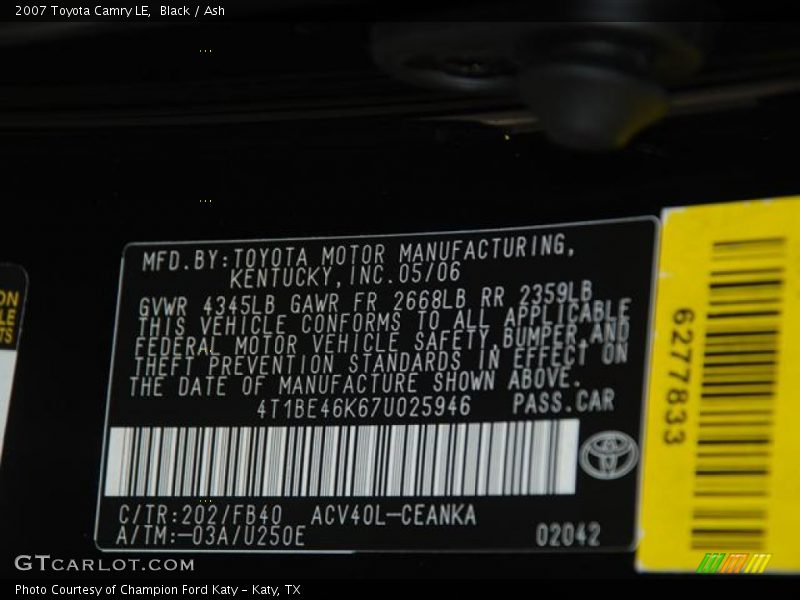 2007 Toyota Camry LE, Black / Ash
MFD.BY:TOYOTA MOTOR MANUFACTURING,
KENTUCKY,INC.05/06
GVWR 4345LB GAWR FR 2668LB RR 2359LB
THIS VEHICLE CONFORMS TO ALL APPLICABLE
FEDERAL MOTOR VEHICLE SAFETY,BUMPER,AND
THEFT PREVENTION STANDARDS IN EFFECT ON
THE DATE OF MANUFACTURE SHOWN ABOVE.
4T1BE46K67U025946 PASS.CAR
C/TR:202/FB40 ACV40L-CEANKA
A/TM:-03A/U250E 02042
6277833
ON
LE
TS
GTCARLOT.COM
Photo Courtesy of Champion Ford Katy - Katy, TX